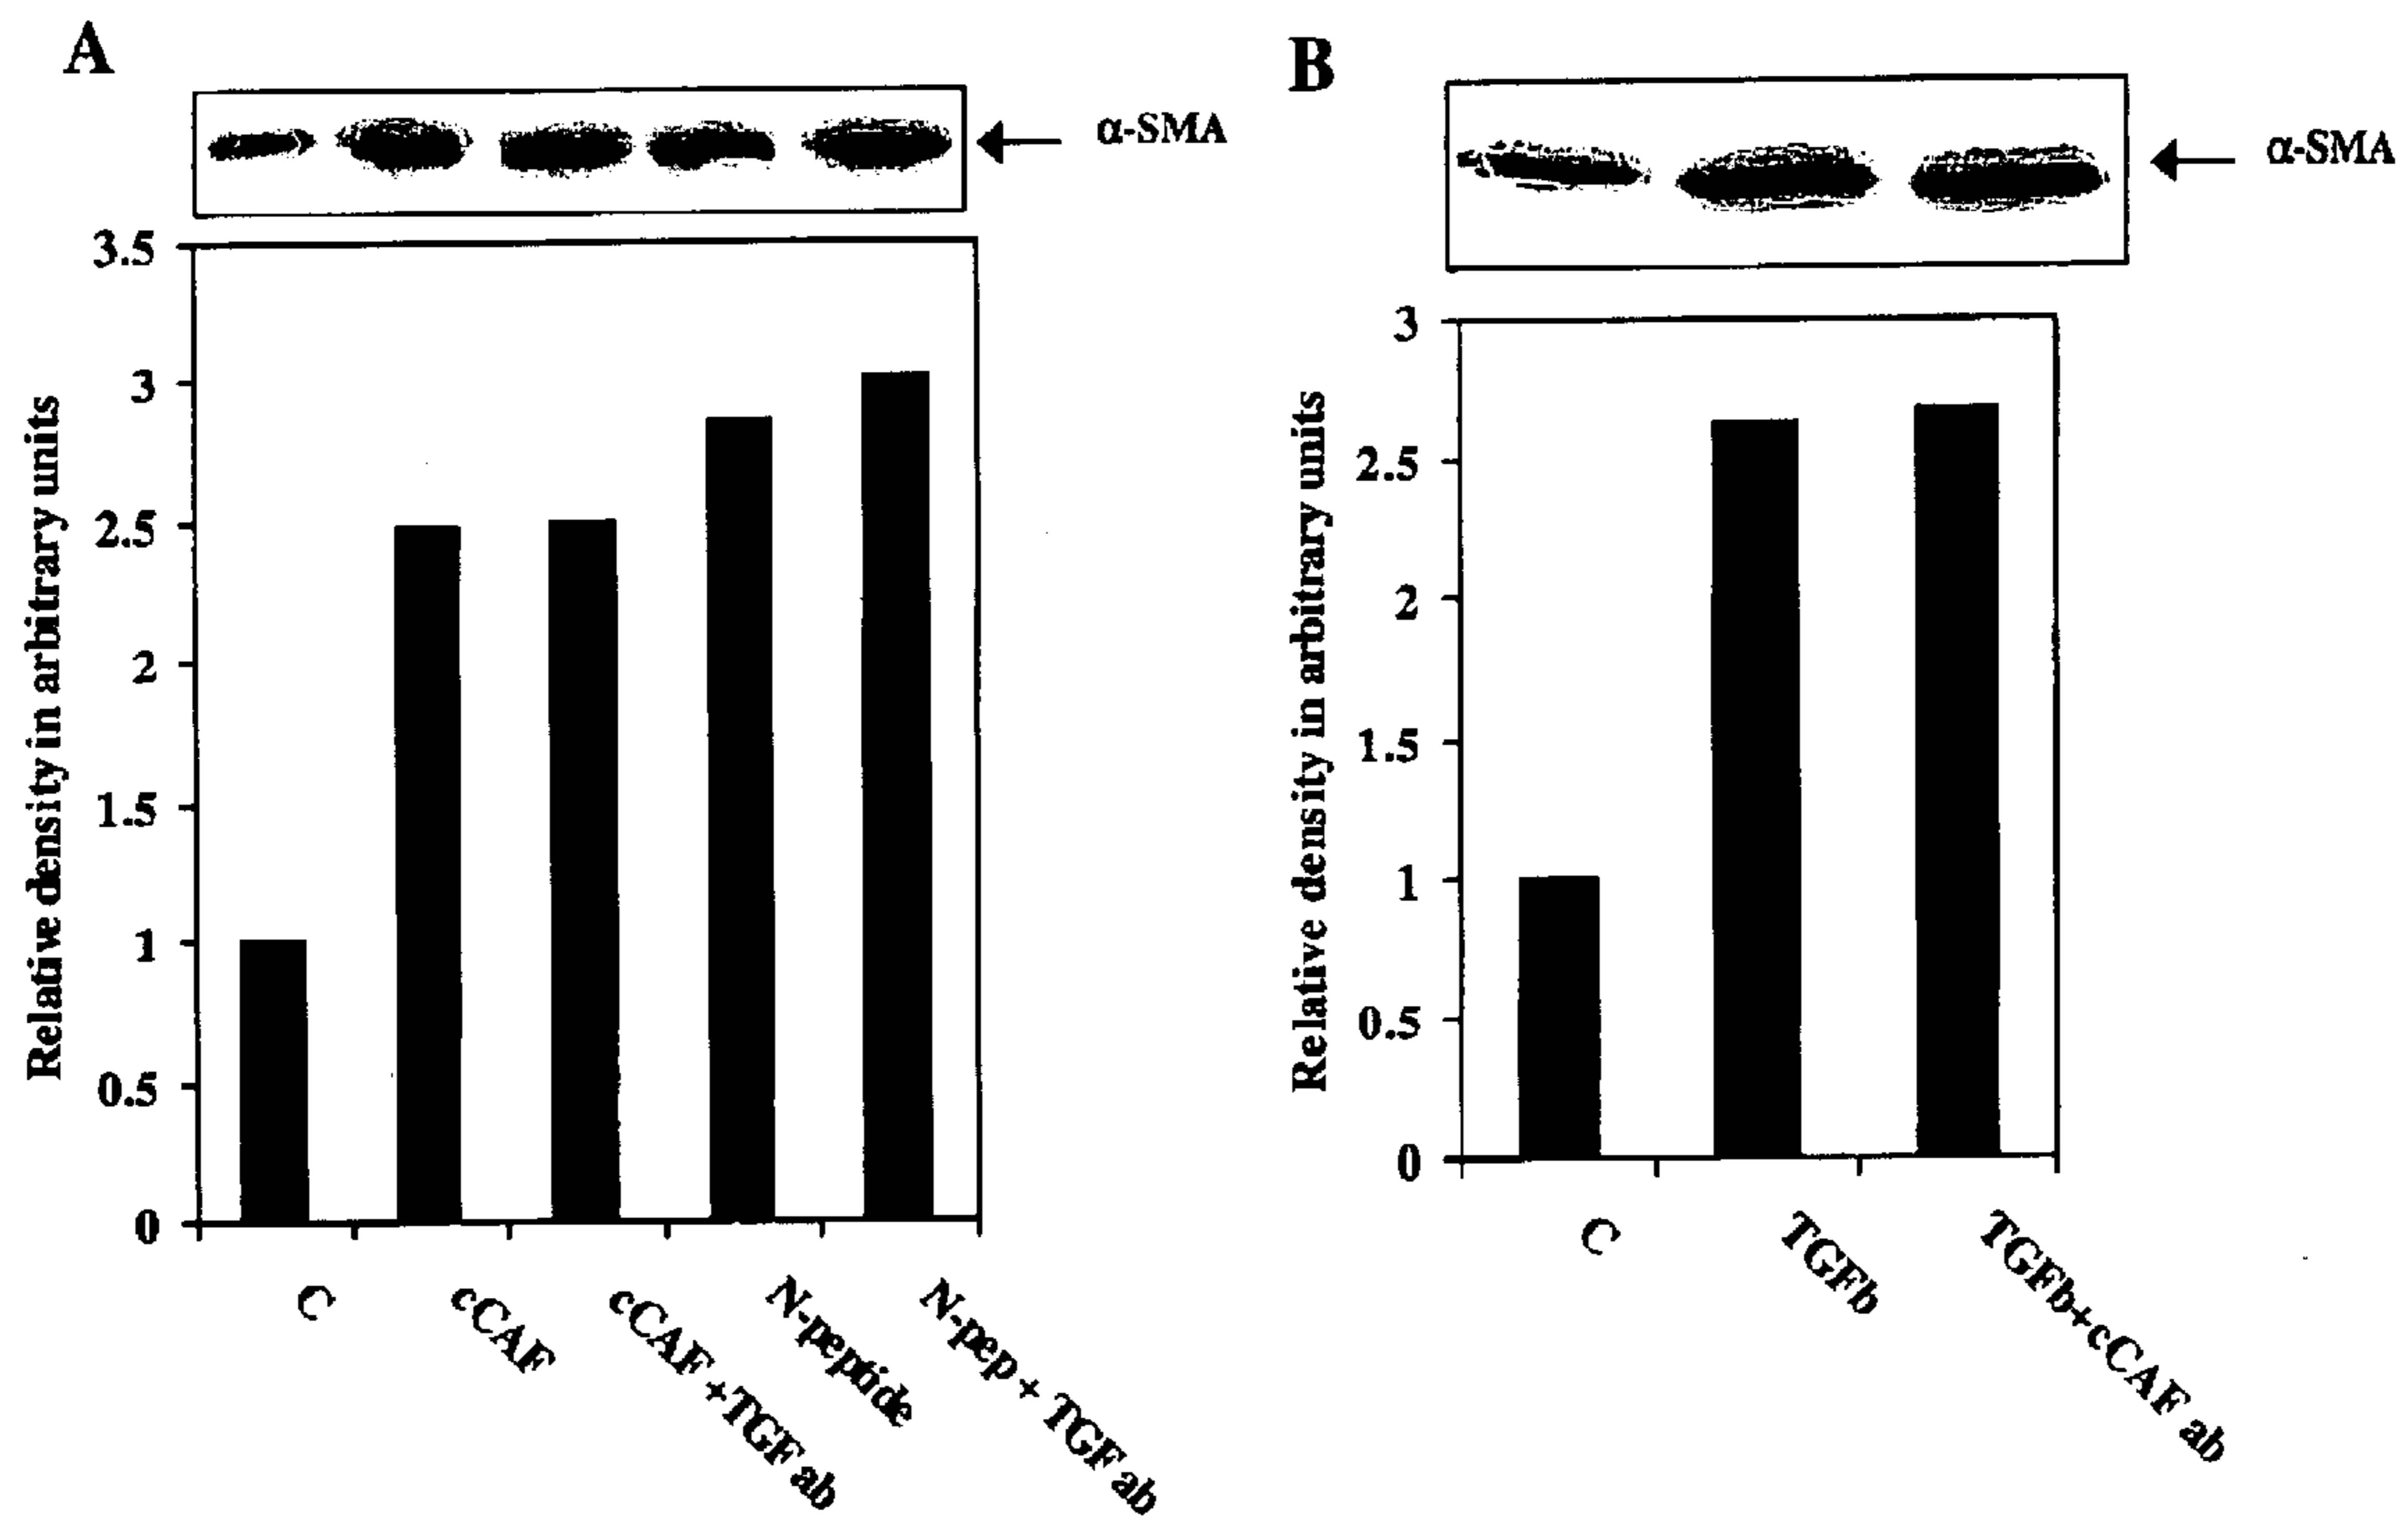 A
α-SMA
3.5
3
2.5
2
1.5
1
0.5
0
Relative density in arbitrary units
C
cCAF
cCAF +TGF ab
N-peptide
N-pep + TGF ab
B
α-SMA
3
2.5
2
1.5
1
0.5
0
Relative density in arbitrary units
C
TGFb
TGFb+cCAF ab